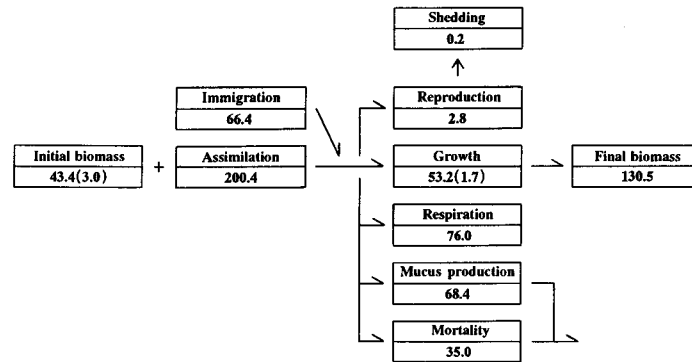 Shedding
0.2
Immigration
66.4
Reproduction
2.8
Initial biomass
43.4(3.0)
+
Assimilation
200.4
Growth
53.2(1.7)
Final biomass
130.5
Respiration
76.0
Mucus production
68.4
Mortality
35.0